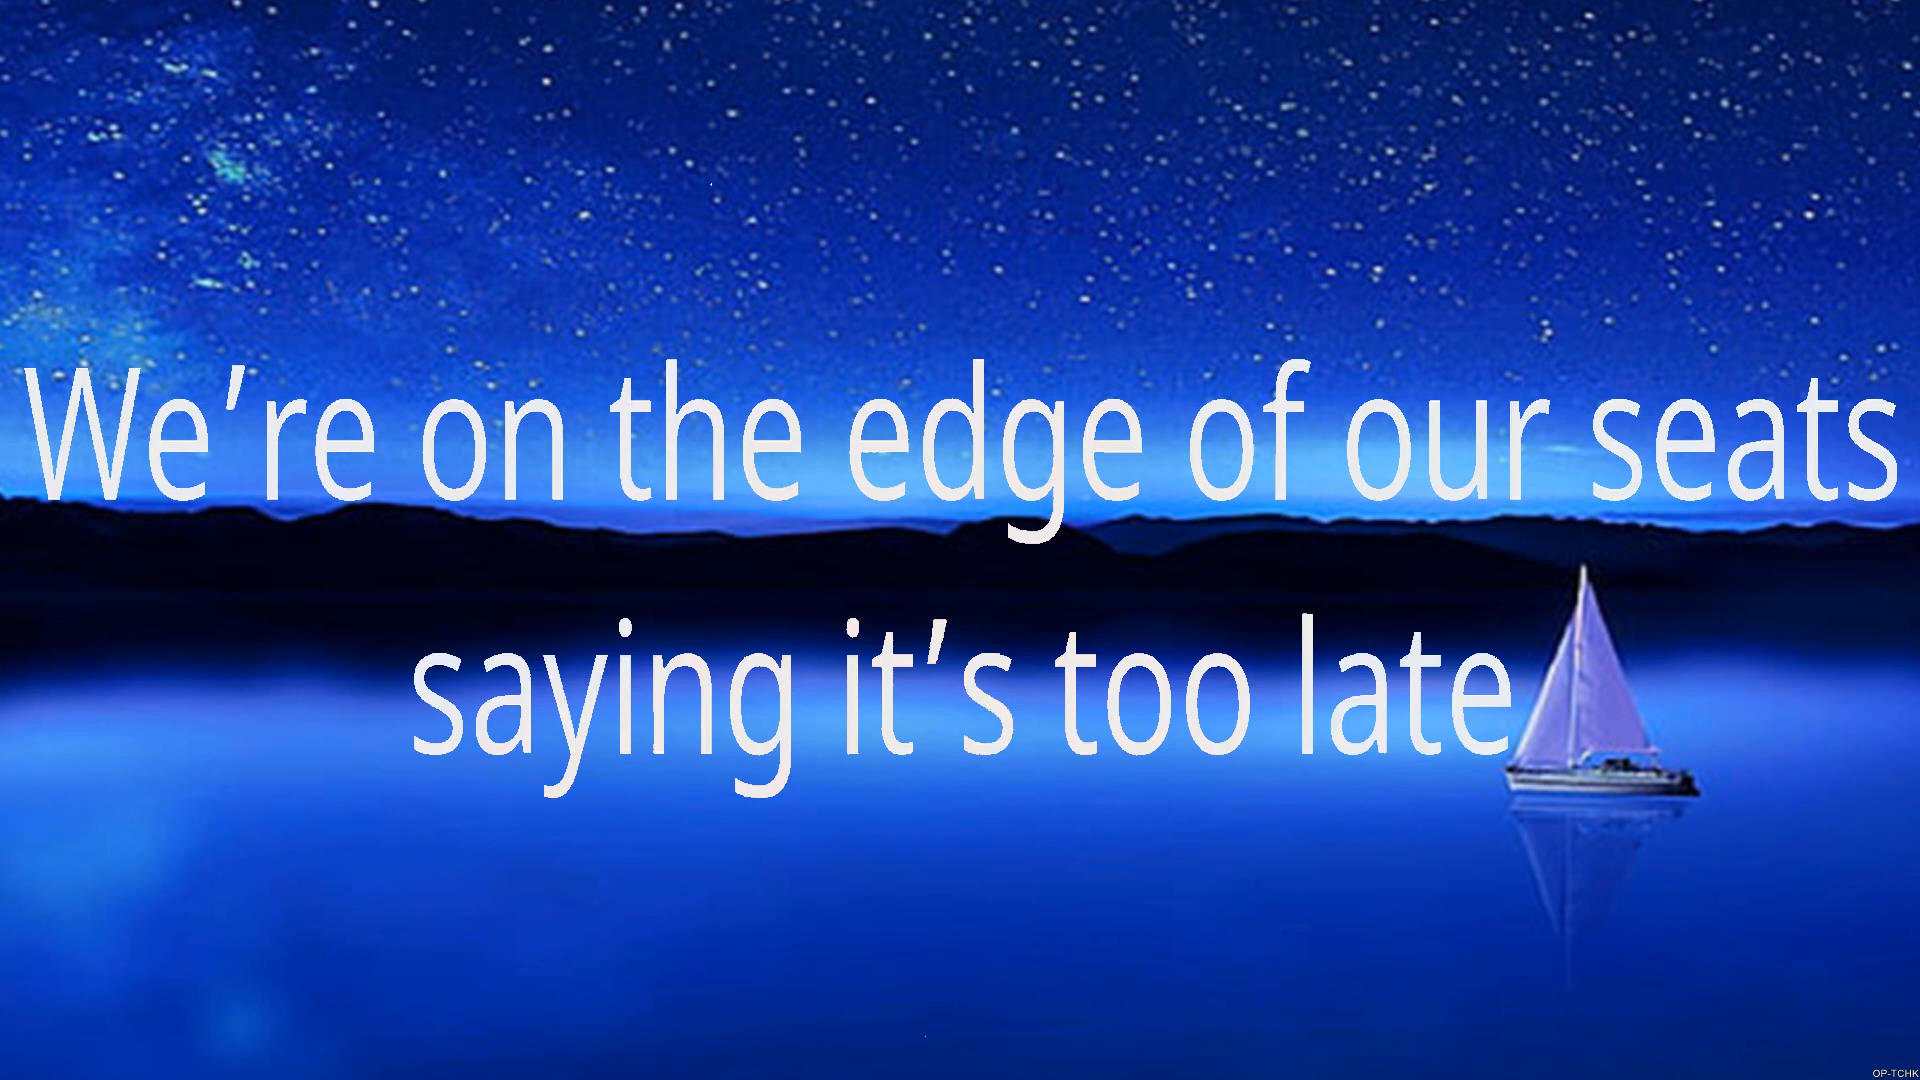 We’re on the edge of our seats
saying it’s too late
OP-TCHK